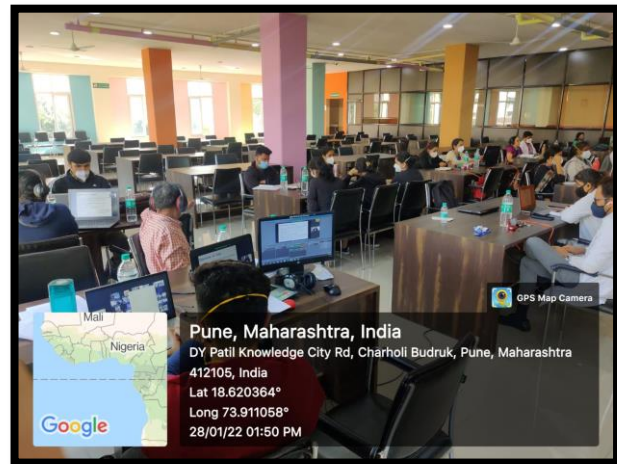 GPS Map Camera
Mali
Nigeria
Google
Pune, Maharashtra, India
DY Patil Knowledge City Rd, Charholi Budruk, Pune, Maharashtra
412105, India
Lat 18.620364°
Long 73.911058°
28/01/22 01:50 PM